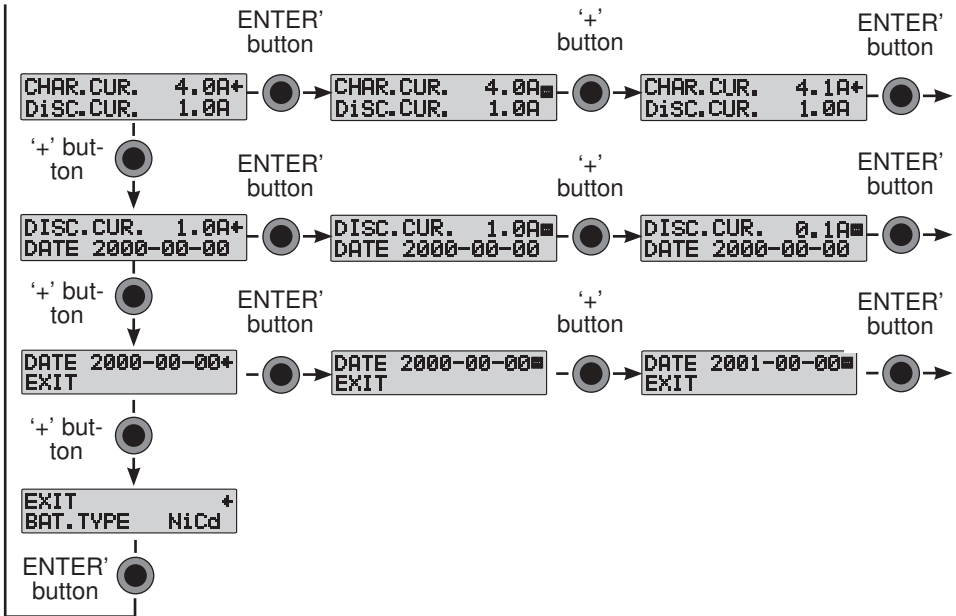 ENTER'
button
‘+’
button
ENTER'
button
CHAR.CUR. 4.0A
DiSC.CUR. 1.0A
CHAR.CUR. 4.0A
DiSC.CUR. 1.0A
CHAR.CUR. 4.1A
DiSC.CUR. 1.0A
‘+’ but-
ton
ENTER'
button
‘+’
button
ENTER'
button
DISC.CUR. 1.0A
DATE 2000-00-00
DISC.CUR. 1.0A
DATE 2000-00-00
DISC.CUR. 0.1A
DATE 2000-00-00
‘+’ but-
ton
ENTER'
button
‘+’
button
ENTER'
button
DATE 2000-00-00
EXIT
DATE 2000-00-00
EXIT
DATE 2001-00-00
EXIT
‘+’ but-
ton
EXIT
BAT.TYPE NiCd
ENTER'
button